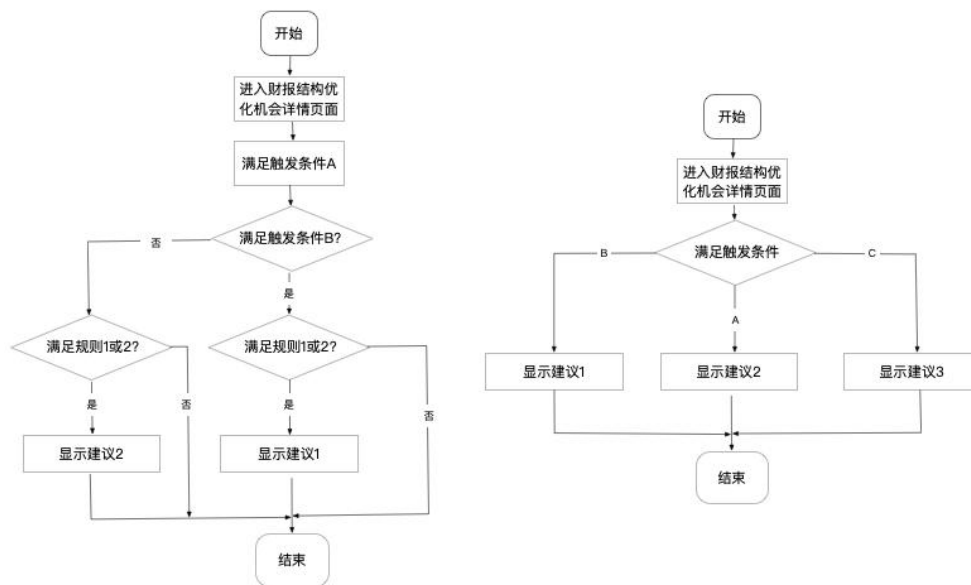 开始
进入财报结构优
化机会详情页面
满足触发条件A
满足触发条件B?
否
是
满足规则1或2?
满足规则1或2?
是
否
是
否
显示建议2
显示建议1
结束
开始
进入财报结构优
化机会详情页面
满足触发条件
B
C
A
显示建议1
显示建议2
显示建议3
结束